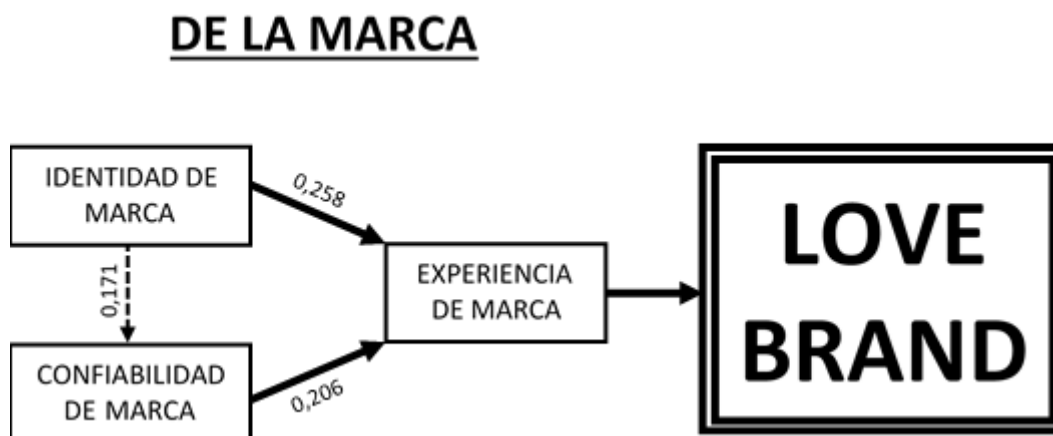 DE LA MARCA
IDENTIDAD DE
MARCA
0,258
0,171
EXPERIENCIA
DE MARCA
LOVE
BRAND
CONFIABILIDAD
DE MARCA
0,206